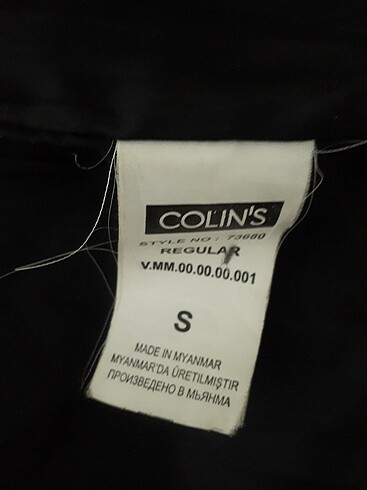 COLIN'S
STYLE NO : 73680
REGULAR
V.MM.00.00.00.001
S
MADE IN MYANMAR
MYANMAR'DA ÜRETİLMİŞTİR
ПРОИЗВЕДЕНО В МЬЯНМА